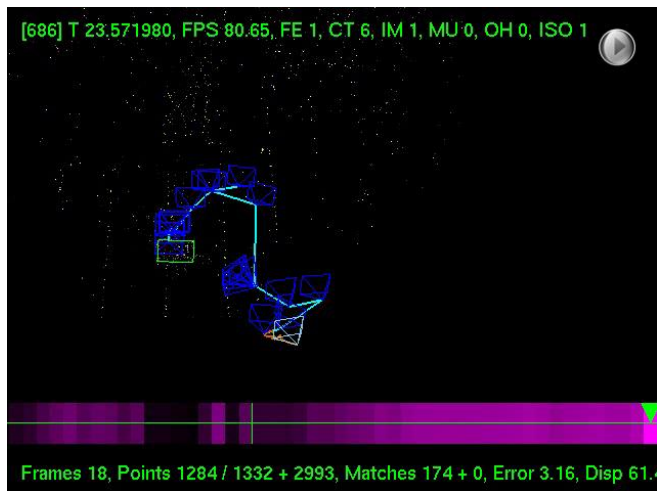 [686] T 23.571980, FPS 80.65, FE 1, CT 6, IM 1, MU 0, OH 0, ISO 1
Frames 18, Points 1284 / 1332 + 2993, Matches 174 + 0, Error 3.16, Disp 61.4